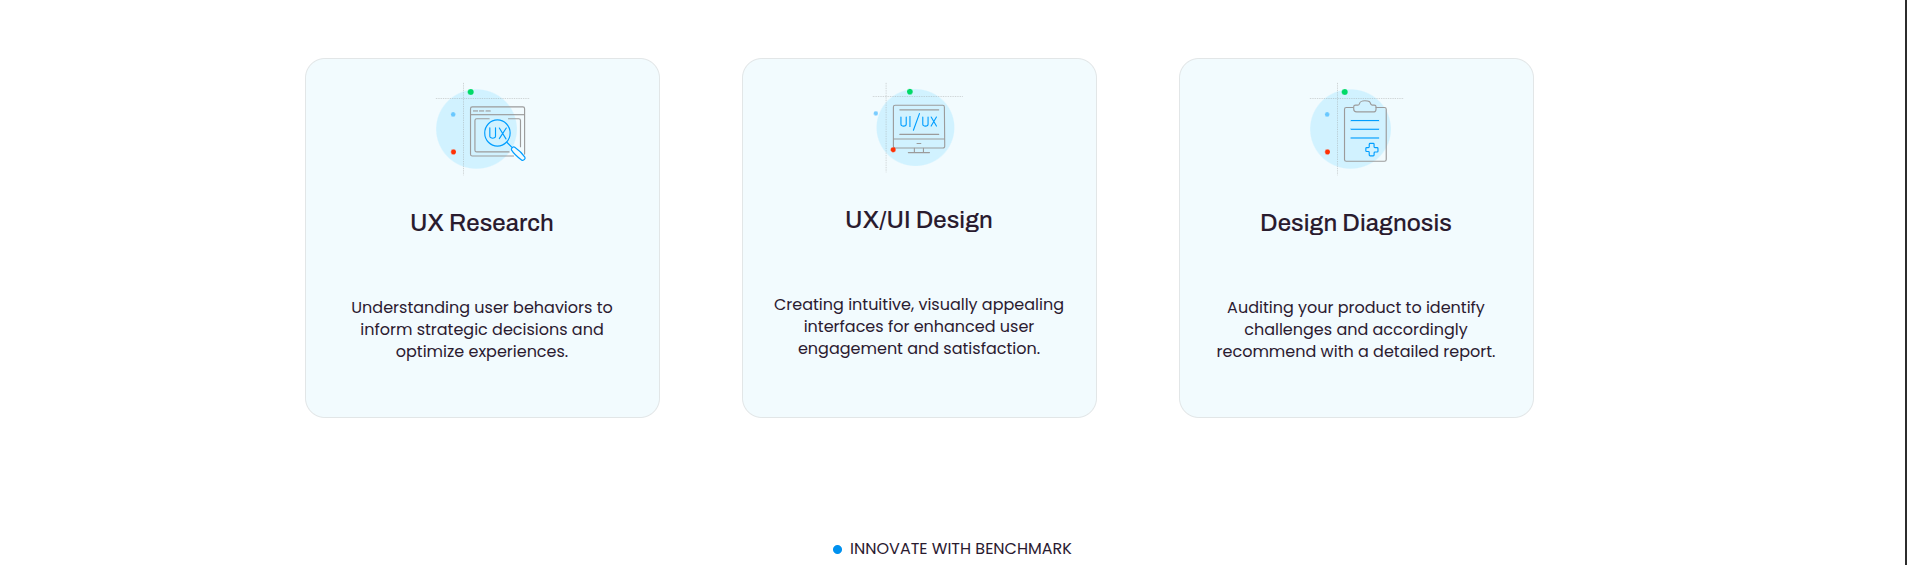 UX
UX Research
Understanding user behaviors to
inform strategic decisions and
optimize experiences.
UI/UX
UX/UI Design
Creating intuitive, visually appealing
interfaces for enhanced user
engagement and satisfaction.
Design Diagnosis
Auditing your product to identify
challenges and accordingly
recommend with a detailed report.
INNOVATE WITH BENCHMARK